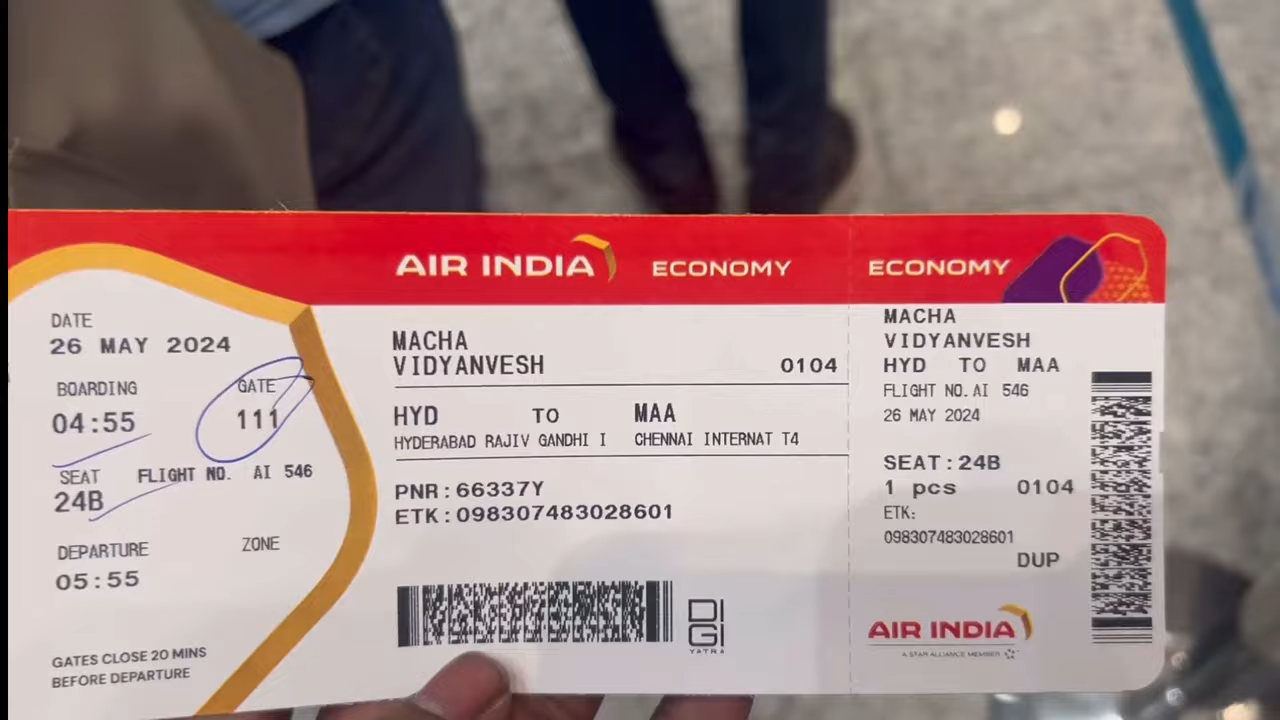 AIR INDIA ECONOMY ECONOMY
DATE
26 MAY 2024
BOARDING GATE
04:55 111
SEAT FLIGHT NO. AI 546
24B
DEPARTURE ZONE
05:55
GATES CLOSE 20 MINS
BEFORE DEPARTURE
MACHA
VIDYANVESH 0104
HYD TO MAA
HYDERABAD RAJIV GANDHI I CHENNAI INTERNAT T4
PNR:66337Y
ETK:098307483028601
DIGI
YATRA
MACHA
VIDYANVESH
HYD TO MAA
FLIGHT NO.AI 546
26 MAY 2024
SEAT:24B
1 pcs 0104
ETK:
098307483028601
DUP
AIR INDIA
A STAR ALLIANCE MEMBER